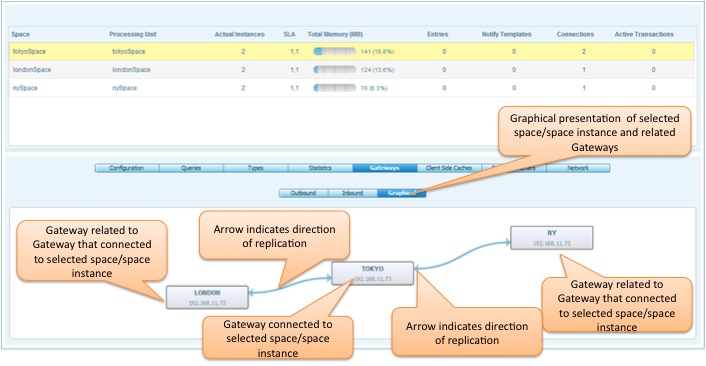 Space Processing Unit Actual Instances SLA Total Memory (MB) Entries Notify Templates Connections Active Transactions
tokyoSpace tokyoSpace 2 1,1 141 (15.6%) 0 0 2 0
londonSpace londonSpace 2 1,1 124 (13.6%) 0 0 1 0
nySpace nySpace 2 1,1 76 (8.3%) 0 0 1 0
Graphical presentation of selected
space/space instance and related
Gateways
Configuration Queries Types Statistics Gateways Client Side Caches Network
Outbound Inbound
Gateway related to
Gateway that connected
to selected space/space
instance
Arrow indicates direction
of replication
NY
192.168.11.73
TOKYO
192.168.11.73
LONDON
192.168.11.73
Gateway related to
Gateway that connected
to selected space/space
instance
Gateway connected to
selected space/space
instance
Arrow indicates direction
of replication